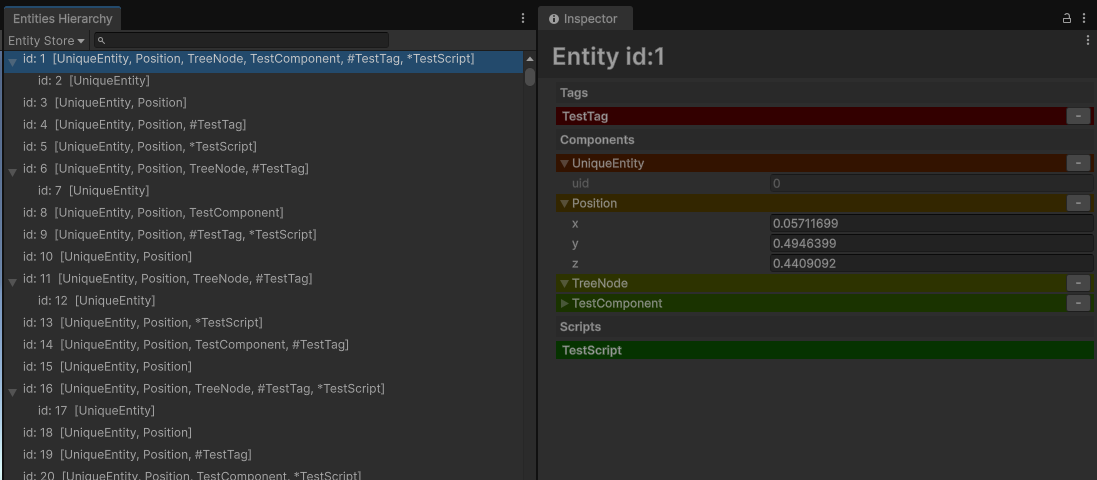 Entities Hierarchy
Entity Store
id: 1 [UniqueEntity, Position, TreeNode, TestComponent, #TestTag, *TestScript]
id: 2 [UniqueEntity]
id: 3 [UniqueEntity, Position]
id: 4 [UniqueEntity, Position, #TestTag]
id: 5 [UniqueEntity, Position, *TestScript]
id: 6 [UniqueEntity, Position, TreeNode, #TestTag]
id: 7 [UniqueEntity]
id: 8 [UniqueEntity, Position, TestComponent]
id: 9 [UniqueEntity, Position, #TestTag, *TestScript]
id: 10 [UniqueEntity, Position]
id: 11 [UniqueEntity, Position, TreeNode, #TestTag]
id: 12 [UniqueEntity]
id: 13 [UniqueEntity, Position, *TestScript]
id: 14 [UniqueEntity, Position, TestComponent, #TestTag]
id: 15 [UniqueEntity, Position]
id: 16 [UniqueEntity, Position, TreeNode, #TestTag, *TestScript]
id: 17 [UniqueEntity]
id: 18 [UniqueEntity, Position]
id: 19 [UniqueEntity, Position, #TestTag]
id: 20 [UniqueEntity, Position, TestComponent, *TestScript]
Inspector
Entity id:1
Tags
TestTag -
Components
UniqueEntity -
uid 0
Position -
x 0.05711699
y 0.4946399
z 0.4409092
TreeNode -
TestComponent -
Scripts
TestScript